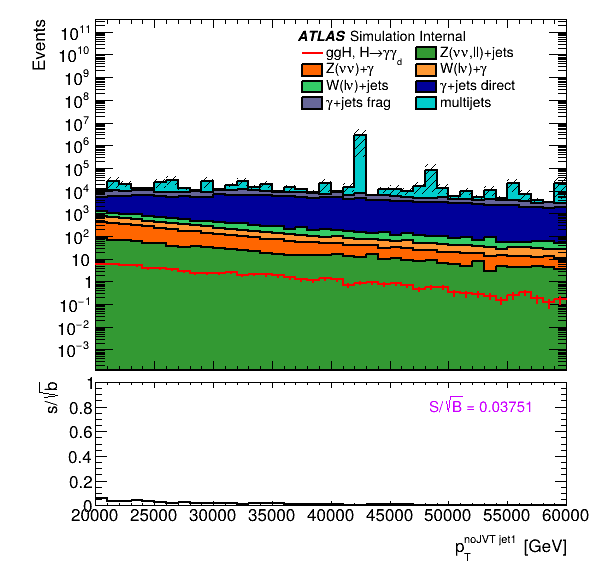 Events
10¹¹
10¹⁰
10⁹
10⁸
10⁷
10⁶
10⁵
10⁴
10³
10²
10
1
10⁻¹
10⁻²
10⁻³
ATLAS Simulation Internal
ggH, H→γγ_d
Z(νν,ll)+jets
Z(νν)+γ
W(lν)+γ
W(lν)+jets
γ+jets direct
γ+jets frag
multijets
s/√b
1
0.8
0.6
0.4
0.2
0
S/√B = 0.03751
20000 25000 30000 35000 40000 45000 50000 55000 60000
p_T^{noJVT jet1} [GeV]